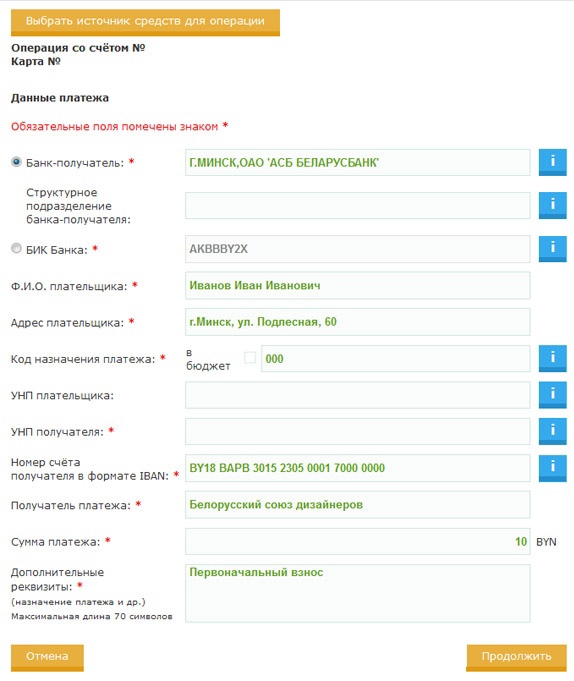 Выбрать источник средств для операции
Операция со счётом №
Карта №
Данные платежа
Обязательные поля помечены знаком *
Банк-получатель: * Г.МИНСК,ОАО 'АСБ БЕЛАРУСБАНК' i
Структурное
подразделение
банка-получателя: i
БИК Банка: * AKBBBY2X i
Ф.И.О. плательщика: * Иванов Иван Иванович
Адрес плательщика: * г.Минск, ул. Подлесная, 60
Код назначения платежа: * в бюджет 000 i
УНП плательщика: i
УНП получателя: * i
Номер счёта
получателя в формате IBAN: * BY18 BAPB 3015 2305 0001 7000 0000 i
Получатель платежа: * Белорусский союз дизайнеров
Сумма платежа: * 10 BYN
Дополнительные Первоначальный взнос
реквизиты: *
(назначение платежа и др.)
Максимальная длина 70 символов
Отмена Продолжить